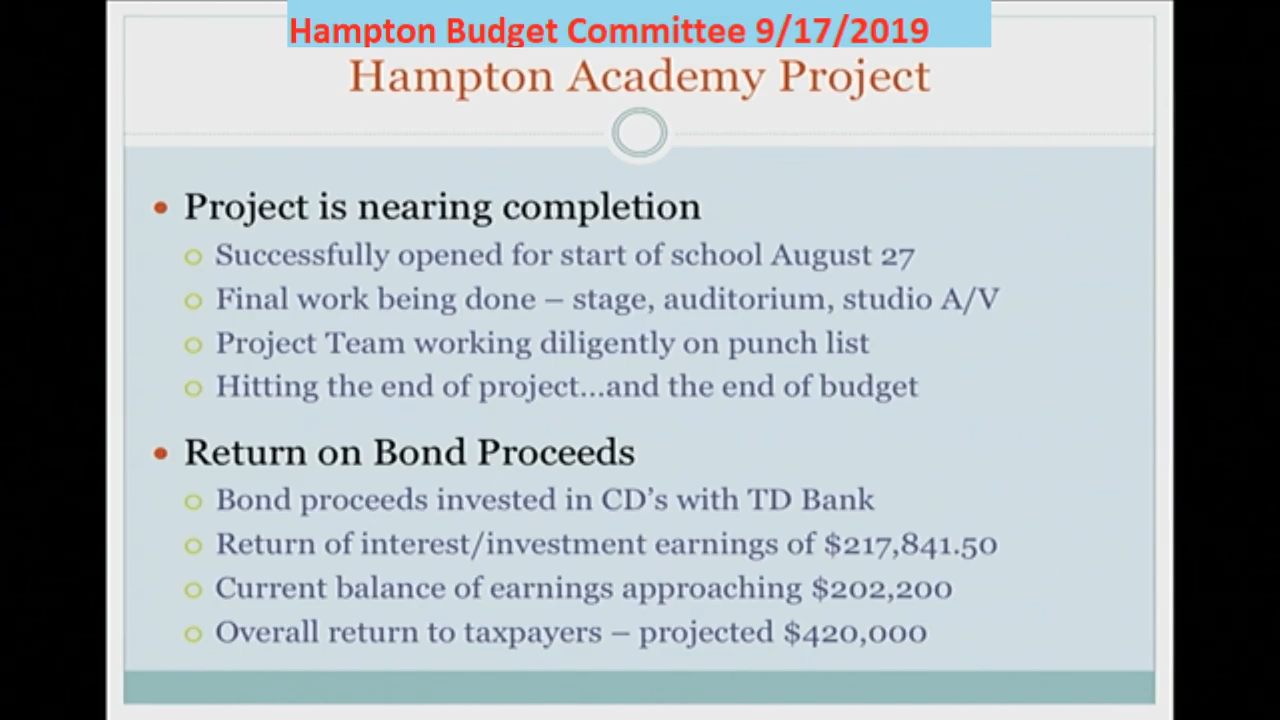 Hampton Budget Committee 9/17/2019
Hampton Academy Project
Project is nearing completion
Successfully opened for start of school August 27
Final work being done – stage, auditorium, studio A/V
Project Team working diligently on punch list
Hitting the end of project...and the end of budget
Return on Bond Proceeds
Bond proceeds invested in CD's with TD Bank
Return of interest/investment earnings of $217,841.50
Current balance of earnings approaching $202,200
Overall return to taxpayers – projected $420,000